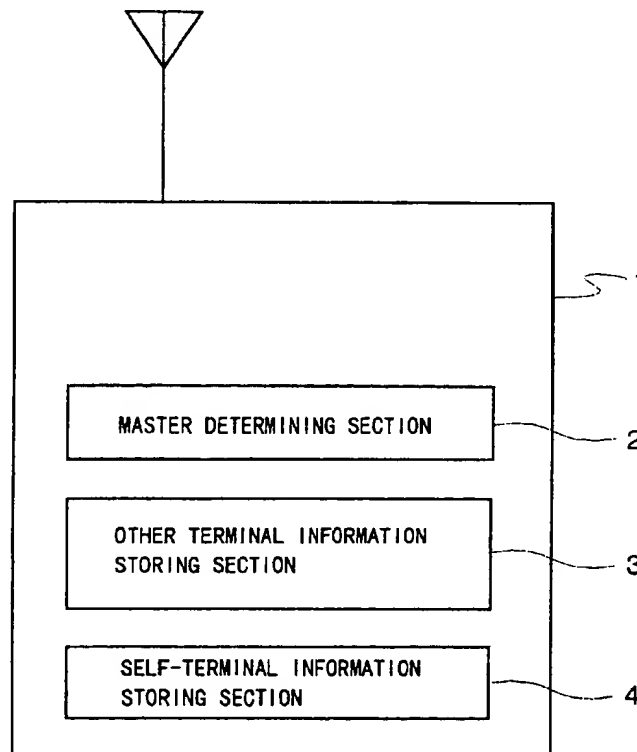 MASTER DETERMINING SECTION
2
OTHER TERMINAL INFORMATION
STORING SECTION
3
SELF-TERMINAL INFORMATION
STORING SECTION
4